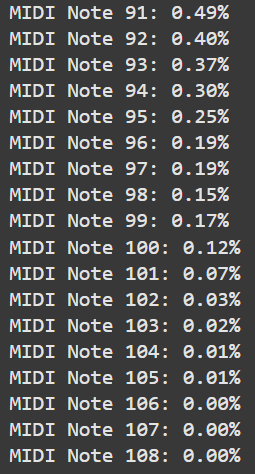 MIDI Note 91: 0.49%
MIDI Note 92: 0.40%
MIDI Note 93: 0.37%
MIDI Note 94: 0.30%
MIDI Note 95: 0.25%
MIDI Note 96: 0.19%
MIDI Note 97: 0.19%
MIDI Note 98: 0.15%
MIDI Note 99: 0.17%
MIDI Note 100: 0.12%
MIDI Note 101: 0.07%
MIDI Note 102: 0.03%
MIDI Note 103: 0.02%
MIDI Note 104: 0.01%
MIDI Note 105: 0.01%
MIDI Note 106: 0.00%
MIDI Note 107: 0.00%
MIDI Note 108: 0.00%